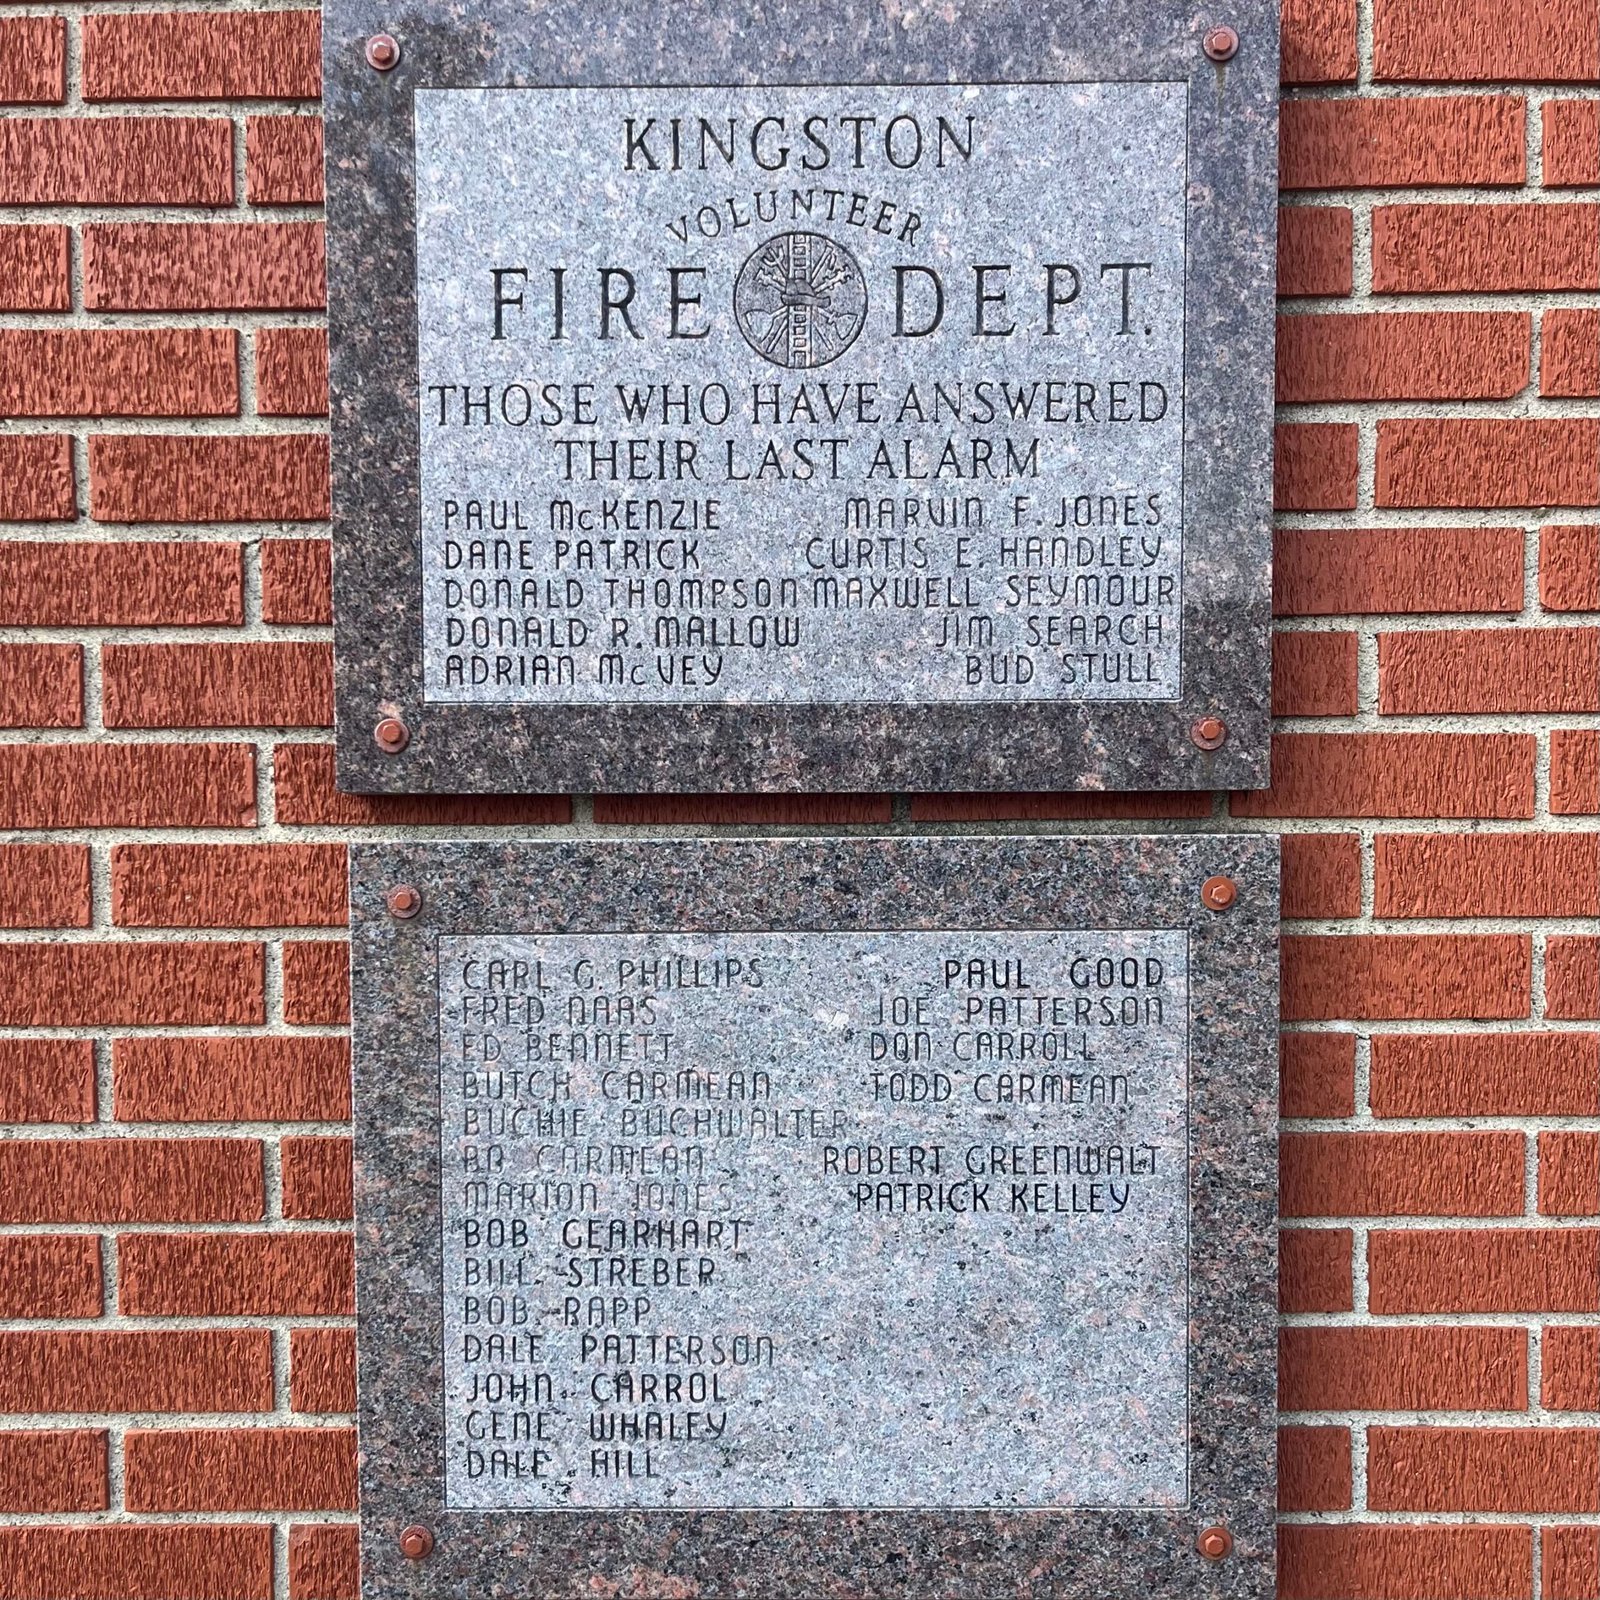 KINGSTON
VOLUNTEER
FIRE DEPT.
THOSE WHO HAVE ANSWERED
THEIR LAST ALARM
PAUL McKENZIE MARVIN F. JONES
DANE PATRICK CURTIS E. HANDLEY
DONALD THOMPSON MAXWELL SEYMOUR
DONALD R. MALLOW JIM SEARCH
ADRIAN McVEY BUD STULL
CARL G. PHILLIPS PAUL GOOD
FRED NAAS JOE PATTERSON
ED BENNETT DON CARROLL
BUTCH CARMEAN TODD CARMEAN
BUCHIE BUCHWALTER
BO CARMEAN ROBERT GREENWALT
MARION JONES PATRICK KELLEY
BOB GEARHART
BILL STREBER
BOB RAPP
DALE PATTERSON
JOHN CARROL
GENE WHALEY
DALE HILL